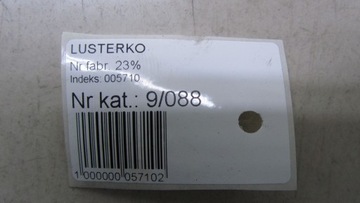 LUSTERKO
Nr fabr. 23%
Indeks: 005710
Nr kat.: 9/088
1 000000 057102